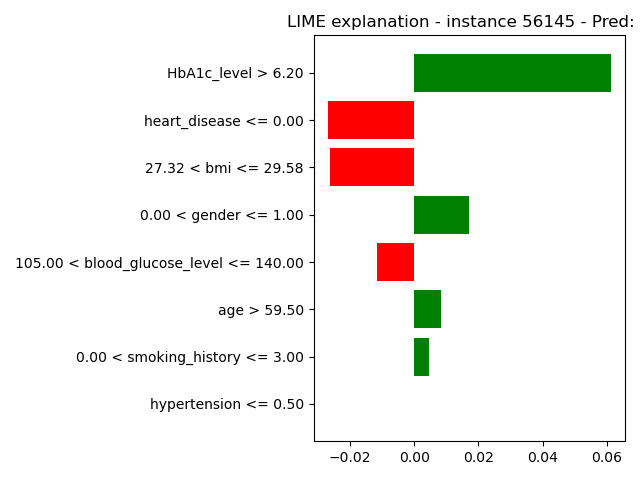 LIME explanation - instance 56145 - Pred:
HbA1c_level > 6.20
heart_disease <= 0.00
27.32 < bmi <= 29.58
0.00 < gender <= 1.00
105.00 < blood_glucose_level <= 140.00
age > 59.50
0.00 < smoking_history <= 3.00
hypertension <= 0.50
−0.02 0.00 0.02 0.04 0.06